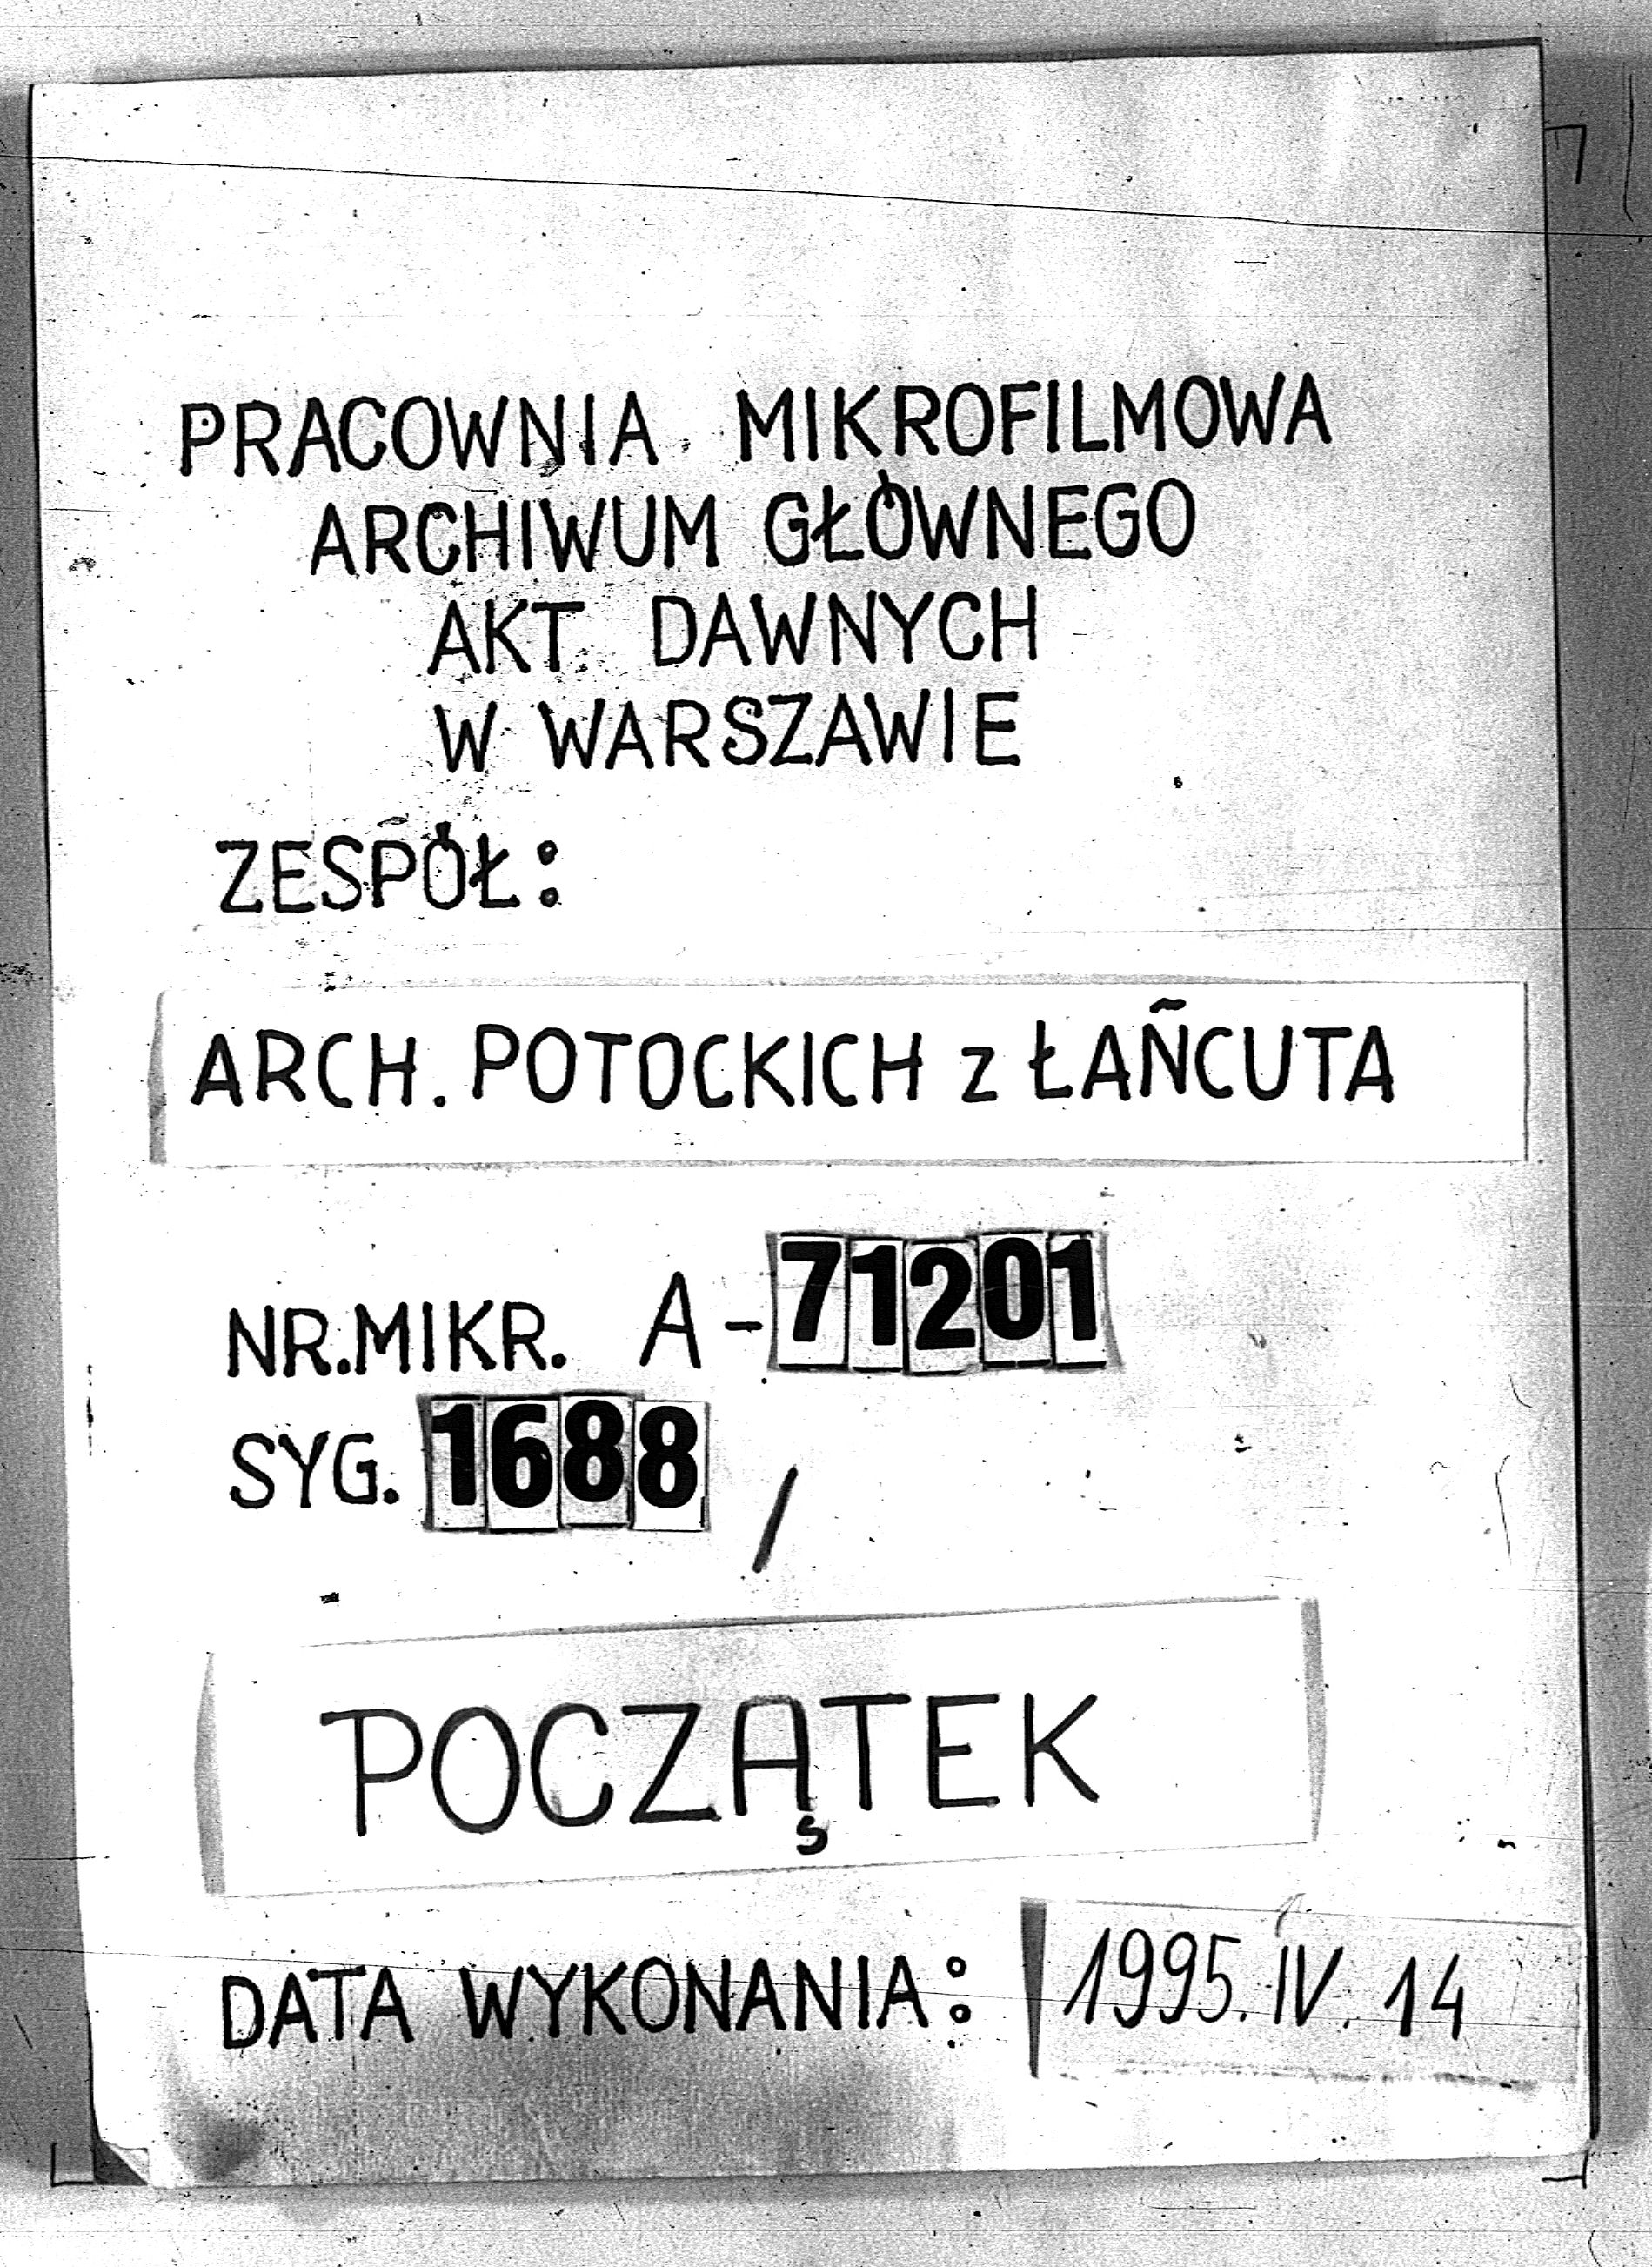 PRACOWNIA MIKROFILMOWA
ARCHIWUM GŁÓWNEGO
AKT DAWNYCH
W WARSZAWIE
ZESPÓŁ:
ARCH. POTOCKICH z ŁAŃCUTA
NR.MIKR. A-71201
SYG. 1688 /
POCZĄTEK
DATA WYKONANIA: 1995.IV.14